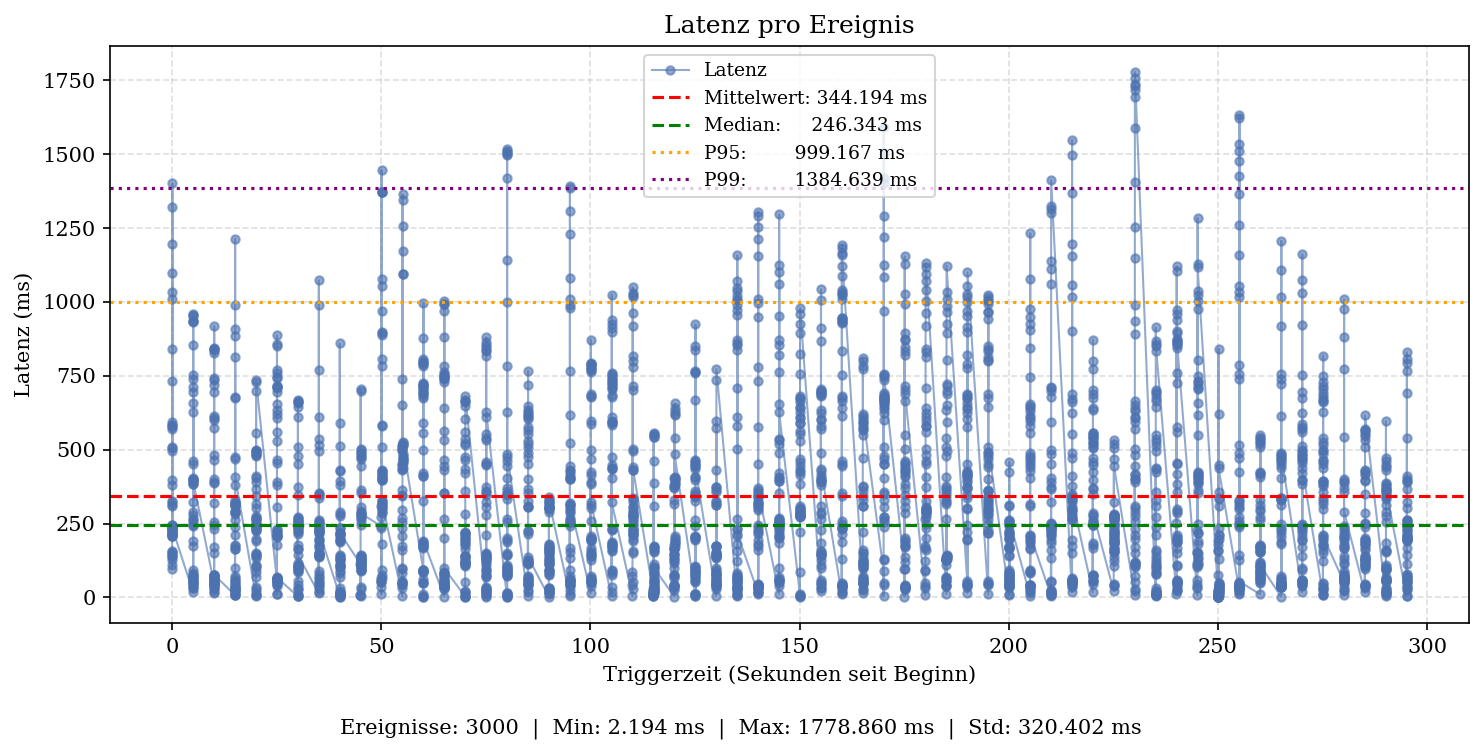 Latenz pro Ereignis
Latenz
Mittelwert: 344.194 ms
Median: 246.343 ms
P95: 999.167 ms
P99: 1384.639 ms
Latenz (ms)
1750
1500
1250
1000
750
500
250
0
0 50 100 150 200 250 300
Triggerzeit (Sekunden seit Beginn)
Ereignisse: 3000 | Min: 2.194 ms | Max: 1778.860 ms | Std: 320.402 ms